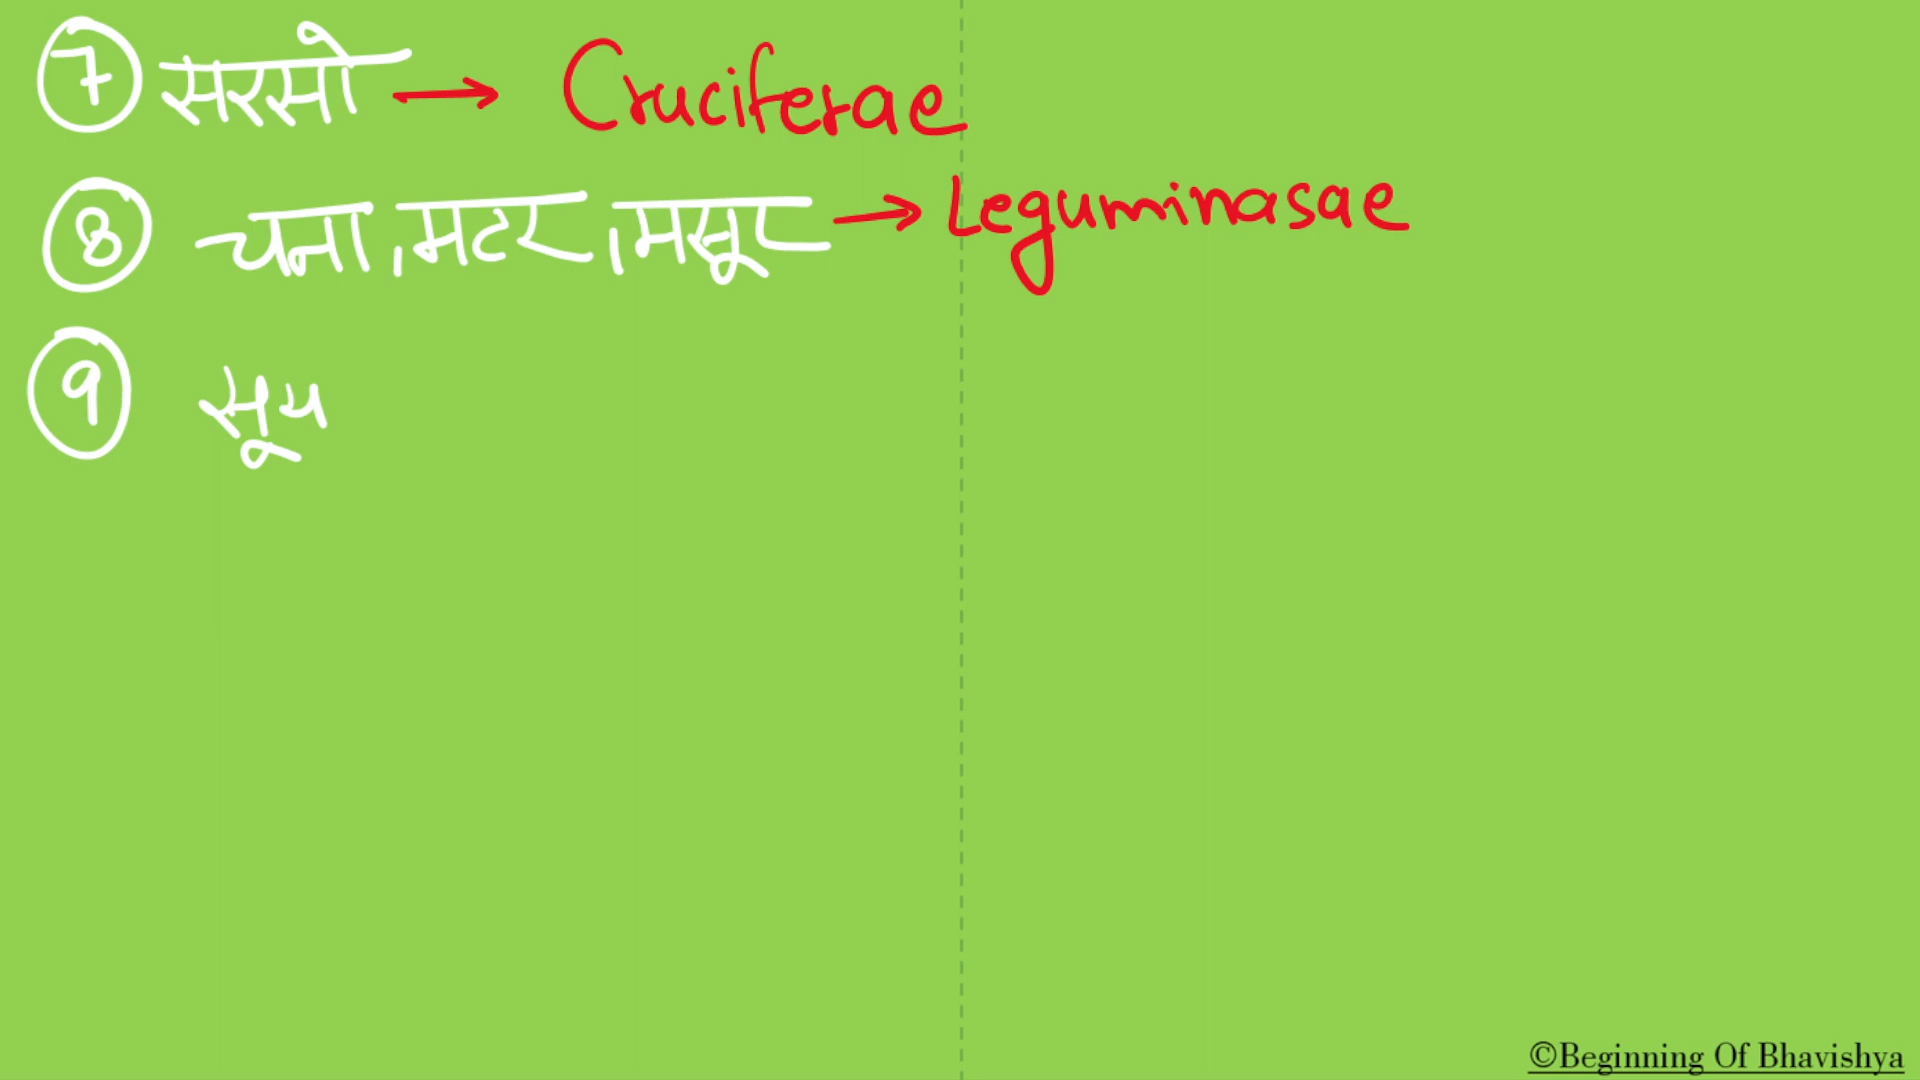 7 सरसो → Cruciferae
8 चना, मटर, मसूर → Leguminasae
9 सूय
©Beginning Of Bhavishya